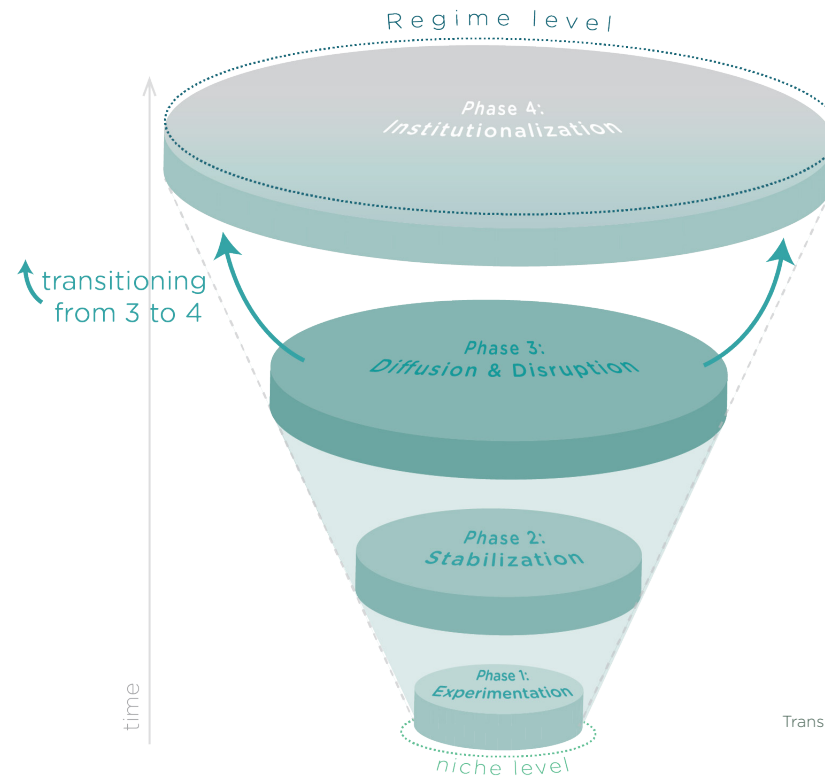 Regime level
Phase 4:
Institutionalization
transitioning
from 3 to 4
Phase 3:
Diffusion & Disruption
Phase 2:
Stabilization
Phase 1:
Experimentation
time
Trans
niche level